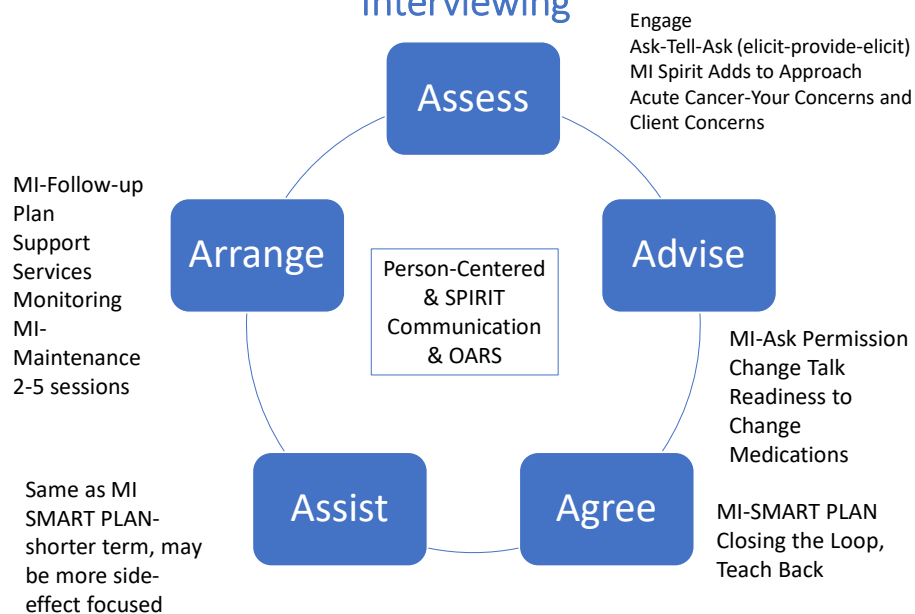 Interviewing
Engage
Ask-Tell-Ask (elicit-provide-elicit)
MI Spirit Adds to Approach
Acute Cancer-Your Concerns and
Client Concerns
Assess
MI-Follow-up
Plan
Support
Services
Monitoring
MI-
Maintenance
2-5 sessions
Arrange
Person-Centered
& SPIRIT
Communication
& OARS
Advise
MI-Ask Permission
Change Talk
Readiness to
Change
Medications
Same as MI
SMART PLAN-
shorter term, may
be more side-
effect focused
Assist
Agree
MI-SMART PLAN
Closing the Loop,
Teach Back